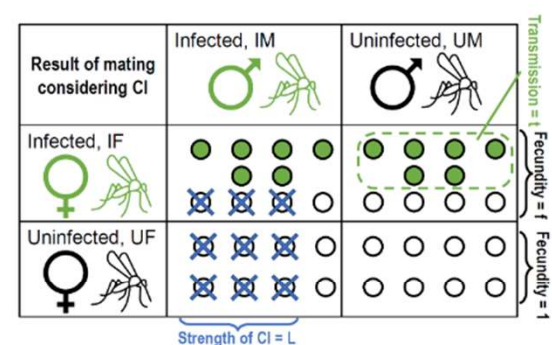 Result of mating
considering CI
Infected, IM
Uninfected, UM
Infected, IF
Uninfected, UF
Transmission = t
Fecundity = f
Fecundity = 1
Strength of CI = L